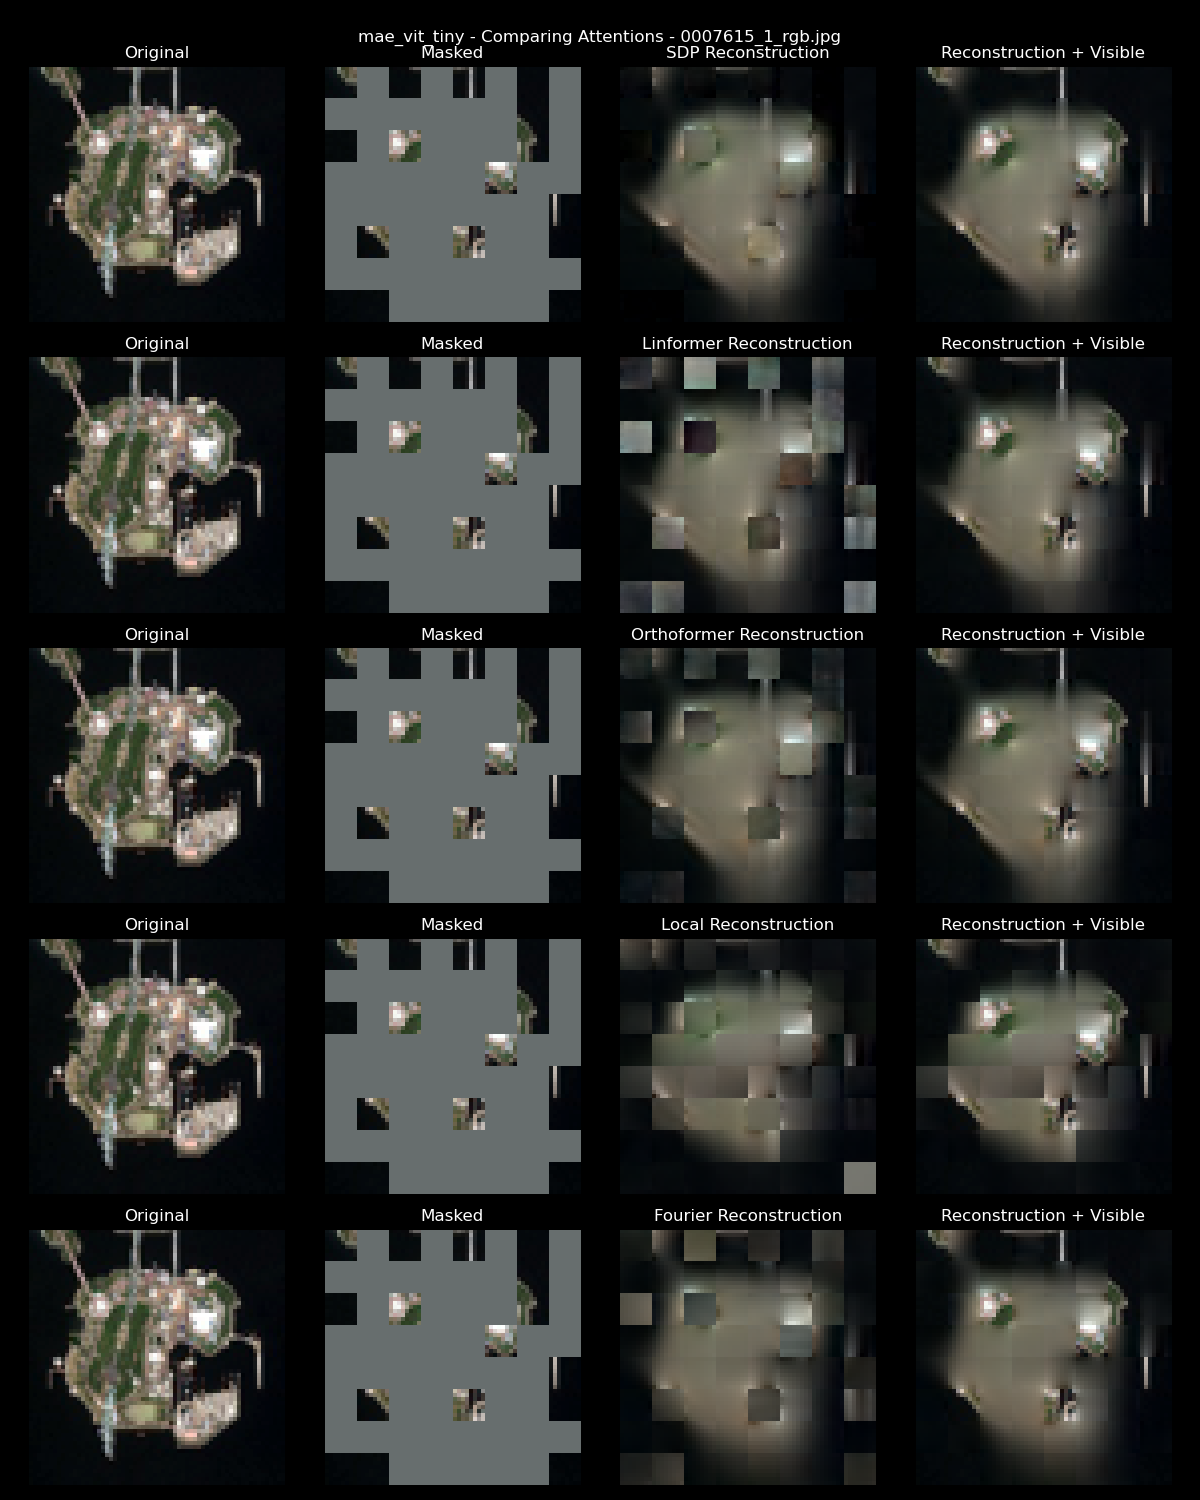 mae_vit_tiny - Comparing Attentions - 0007615_1_rgb.jpg
Original Masked SDP Reconstruction Reconstruction + Visible
Original Masked Linformer Reconstruction Reconstruction + Visible
Original Masked Orthoformer Reconstruction Reconstruction + Visible
Original Masked Local Reconstruction Reconstruction + Visible
Original Masked Fourier Reconstruction Reconstruction + Visible